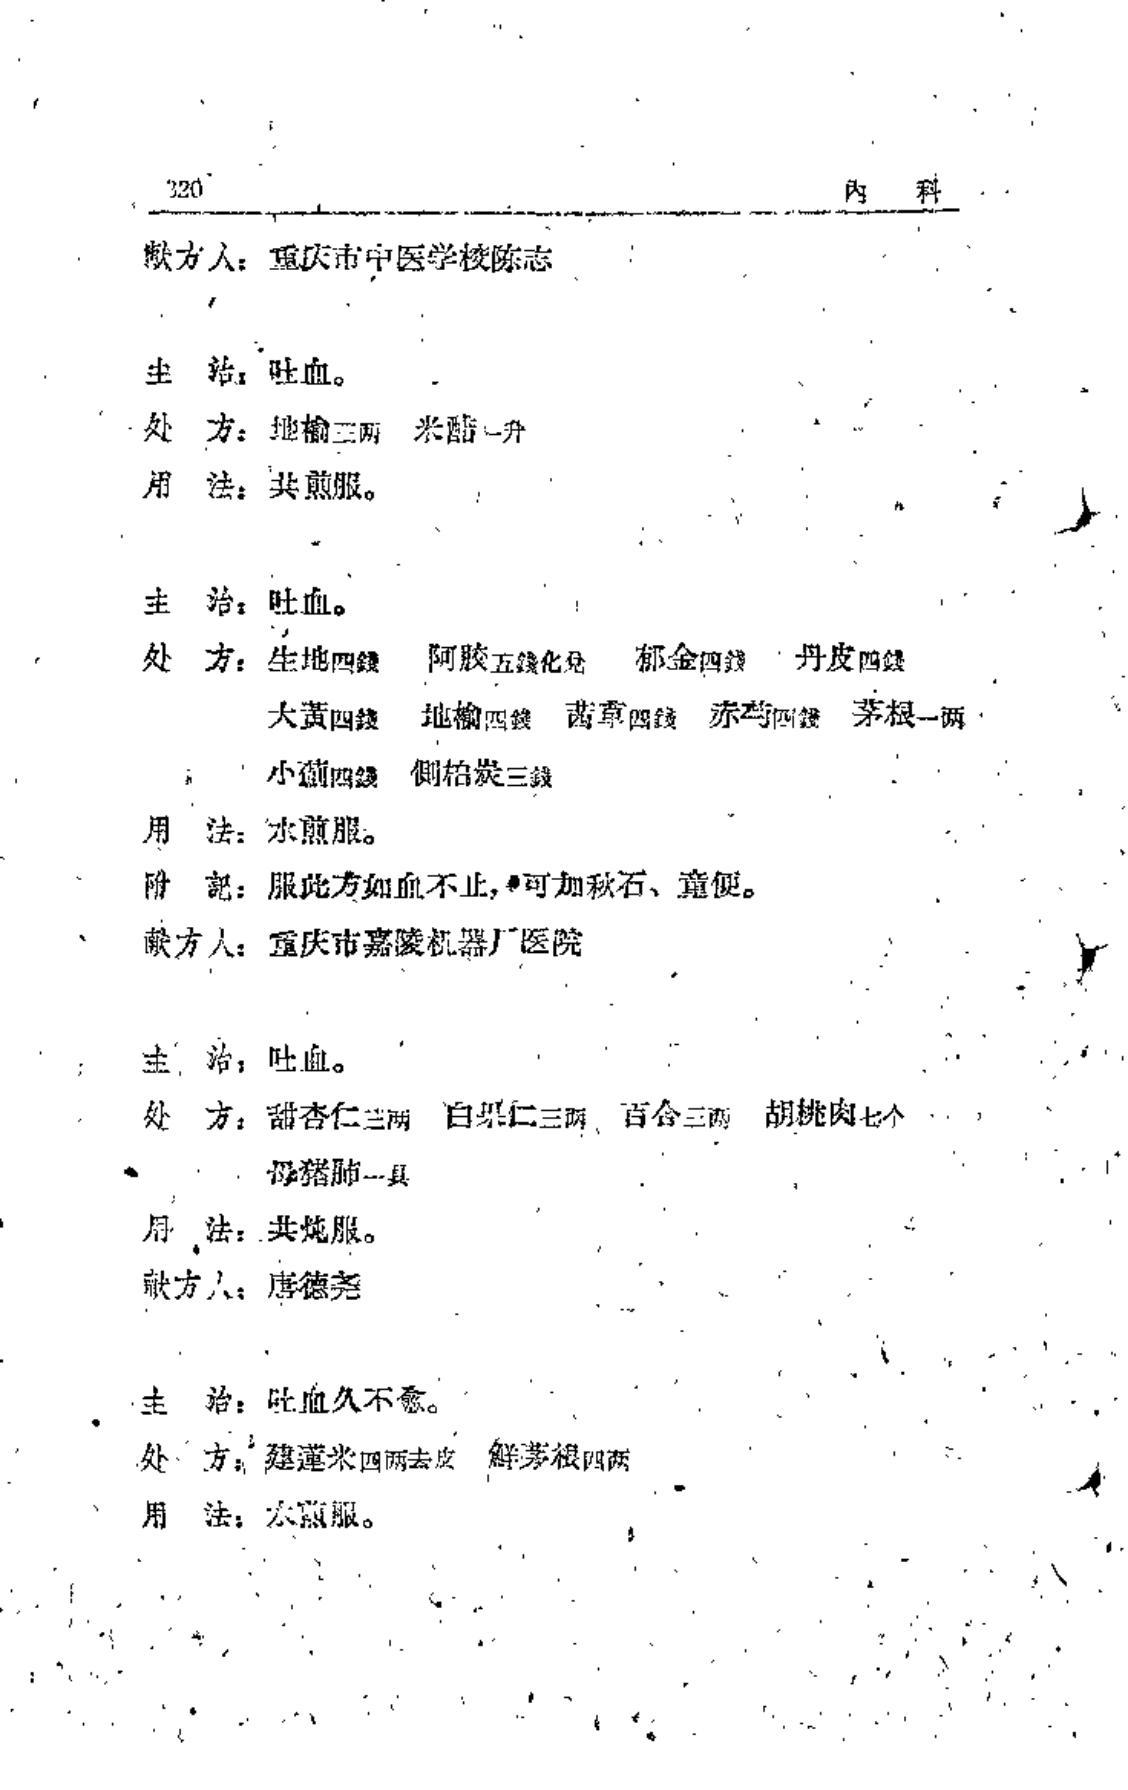 320 內 科
献方人：重庆市中医学校陈志
主 治：吐血。
处 方：地榆三两 米醋一升
用 法：共煎服。
主 治：吐血。
处 方：生地四錢 阿胶五錢化兌 郁金四錢 丹皮四錢
大黃四錢 地榆四錢 茜草四錢 赤芍四錢 茅根一两
小薊四錢 側柏炭三錢
用 法：水煎服。
附 記：服此方如血不止，可加秋石、童便。
献方人：重庆市嘉陵机器厂医院
主 治：吐血。
处 方：甜杏仁三两 白果仁三两 百合三两 胡桃肉七个
母猪肺一具
用 法：共炖服。
献方人：唐德尧
主 治：吐血久不愈。
处 方：建蓮米四两去皮 鮮茅根四两
用 法：水煎服。